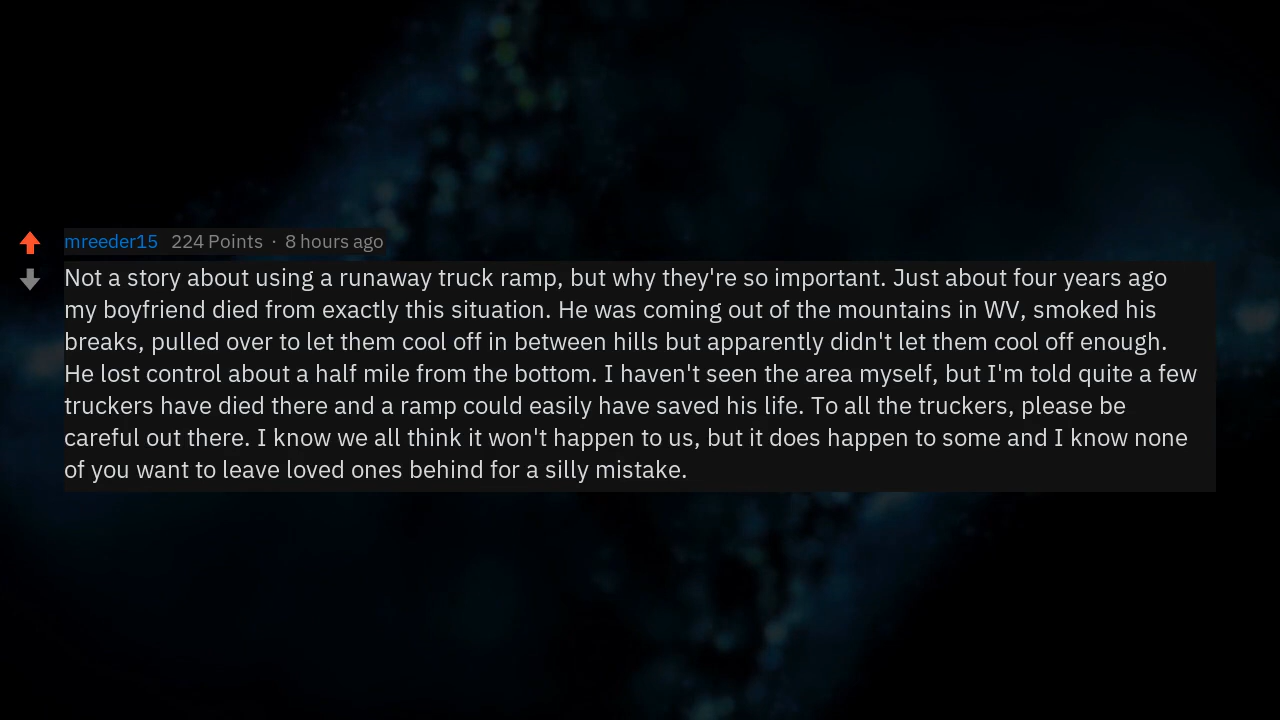 mreeder15 224 Points · 8 hours ago
Not a story about using a runaway truck ramp, but why they're so important. Just about four years ago
my boyfriend died from exactly this situation. He was coming out of the mountains in WV, smoked his
breaks, pulled over to let them cool off in between hills but apparently didn't let them cool off enough.
He lost control about a half mile from the bottom. I haven't seen the area myself, but I'm told quite a few
truckers have died there and a ramp could easily have saved his life. To all the truckers, please be
careful out there. I know we all think it won't happen to us, but it does happen to some and I know none
of you want to leave loved ones behind for a silly mistake.